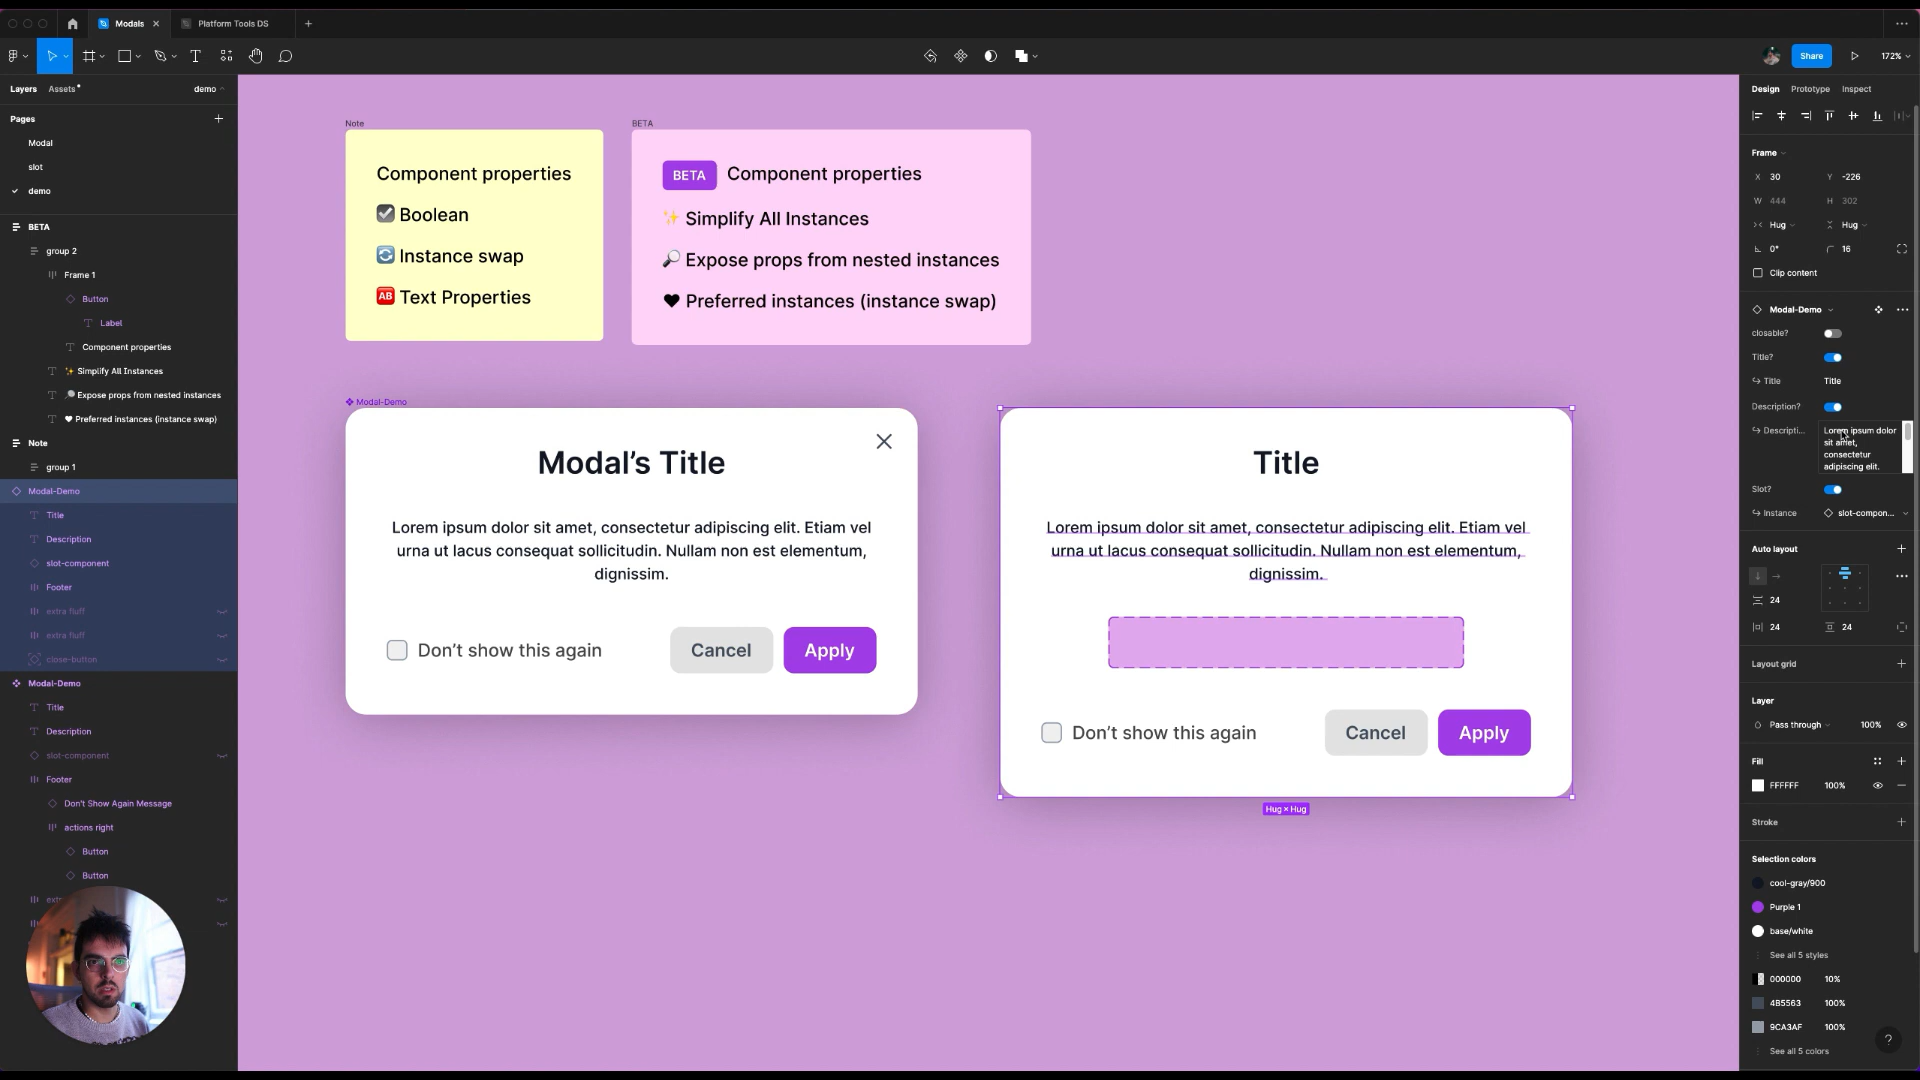 Modals
Platform Tools DS
Share
172%
Layers
Assets
demo
Pages
Modal
slot
demo
BETA
group 2
Frame 1
Button
Label
Component properties
✨ Simplify All Instances
🔎 Expose props from nested instances
♥ Preferred instances (instance swap)
Note
group 1
Modal-Demo
Title
Description
slot-component
Footer
extra fluff
extra fluff
close-button
Modal-Demo
Title
Description
slot-component
Footer
Don't Show Again Message
actions right
Button
Button
Note
Component properties
☑ Boolean
🔄 Instance swap
🆎 Text Properties
BETA
BETA Component properties
✨ Simplify All Instances
🔎 Expose props from nested instances
♥ Preferred instances (instance swap)
Modal-Demo
Modal’s Title
Lorem ipsum dolor sit amet, consectetur adipiscing elit. Etiam vel
urna ut lacus consequat sollicitudin. Nullam non est elementum,
dignissim.
Don’t show this again
Cancel
Apply
Title
Lorem ipsum dolor sit amet, consectetur adipiscing elit. Etiam vel
urna ut lacus consequat sollicitudin. Nullam non est elementum,
dignissim.
Don’t show this again
Cancel
Apply
Hug × Hug
Design
Prototype
Inspect
Frame
X 30 Y -226
W 444 H 302
Hug Hug
0° 16
Clip content
Modal-Demo
closable?
Title?
Title Title
Description?
Descripti... Lorem ipsum dolor
sit amet,
consectetur
adipiscing elit.
Slot?
Instance slot-compon...
Auto layout
24
24 24
Layout grid
Layer
Pass through 100%
Fill
FFFFFF 100%
Stroke
Selection colors
cool-gray/900
Purple 1
base/white
See all 5 styles
000000 10%
4B5563 100%
9CA3AF 100%
See all 5 colors
?